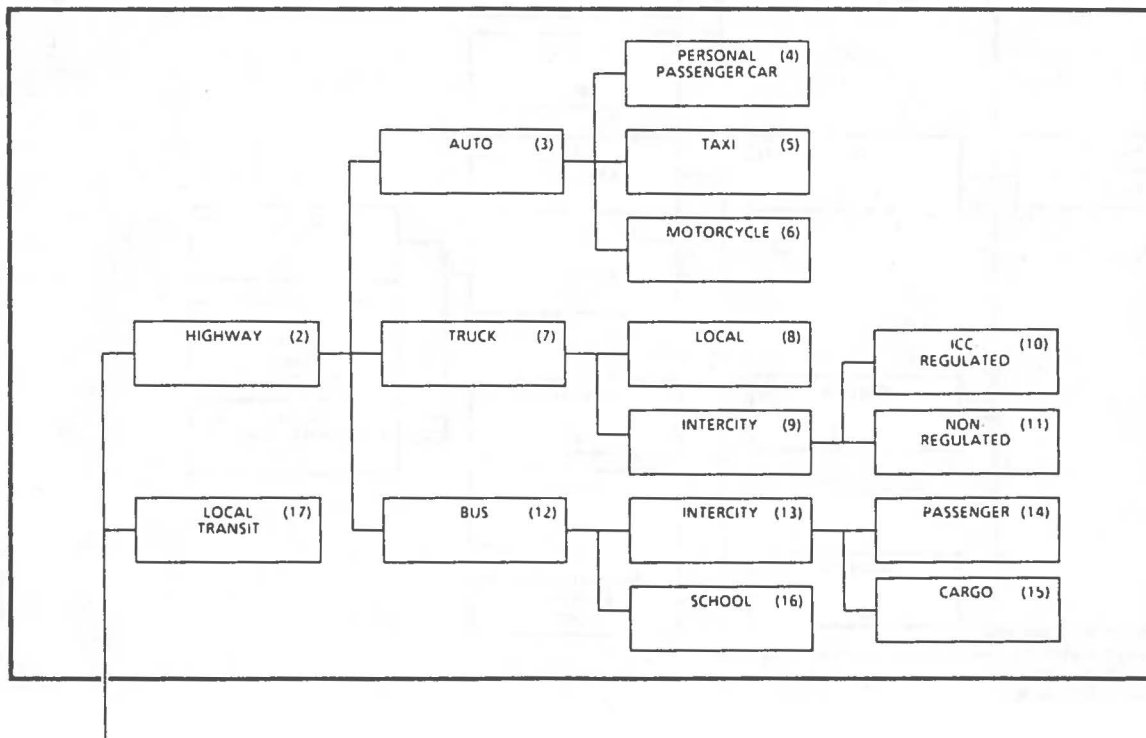 PERSONAL (4)
PASSENGER CAR
AUTO (3)
TAXI (5)
MOTORCYCLE (6)
HIGHWAY (2)
TRUCK (7)
LOCAL (8)
ICC (10)
REGULATED
INTERCITY (9)
NON- (11)
REGULATED
LOCAL (17)
TRANSIT
BUS (12)
INTERCITY (13)
PASSENGER (14)
SCHOOL (16)
CARGO (15)